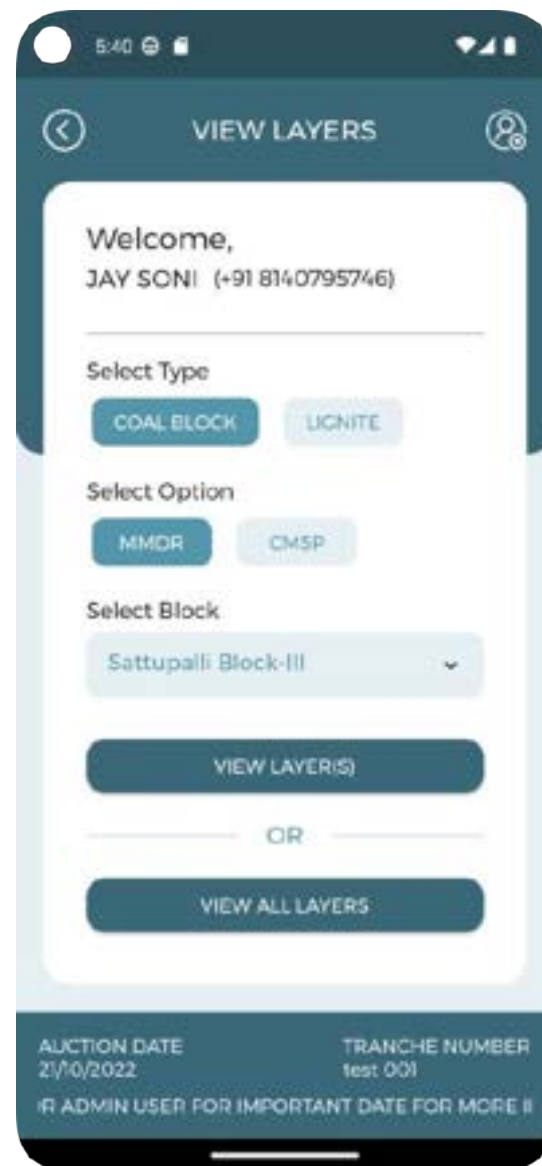 5:40
VIEW LAYERS
Welcome,
JAY SONI (+91 8140795746)
Select Type
COAL BLOCK LIGNITE
Select Option
MMDR CMSP
Select Block
Sattupalli Block-III
VIEW LAYER(S)
OR
VIEW ALL LAYERS
AUCTION DATE TRANCHE NUMBER
21/10/2022 test 001
R ADMIN USER FOR IMPORTANT DATE FOR MORE I